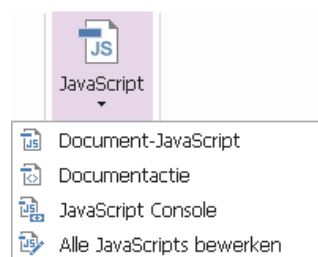 JS
JavaScript
Document-JavaScript
Documentactie
JavaScript Console
Alle JavaScripts bewerken